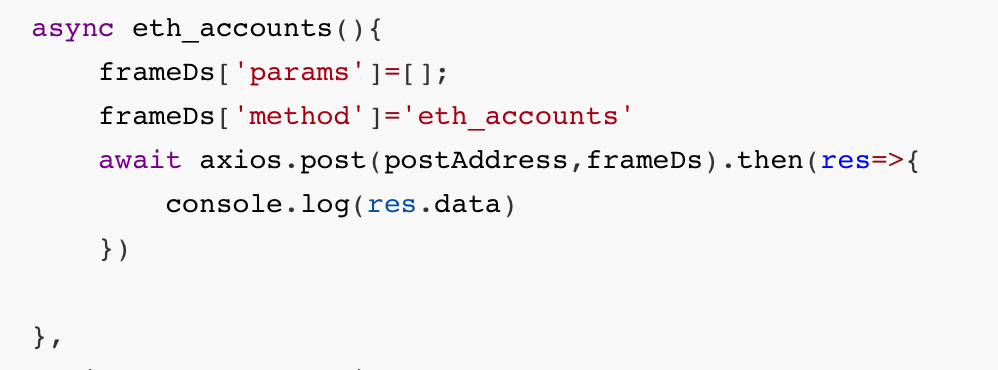 async eth_accounts(){
frameDs['params']=[];
frameDs['method']='eth_accounts'
await axios.post(postAddress,frameDs).then(res=>{
console.log(res.data)
})
},